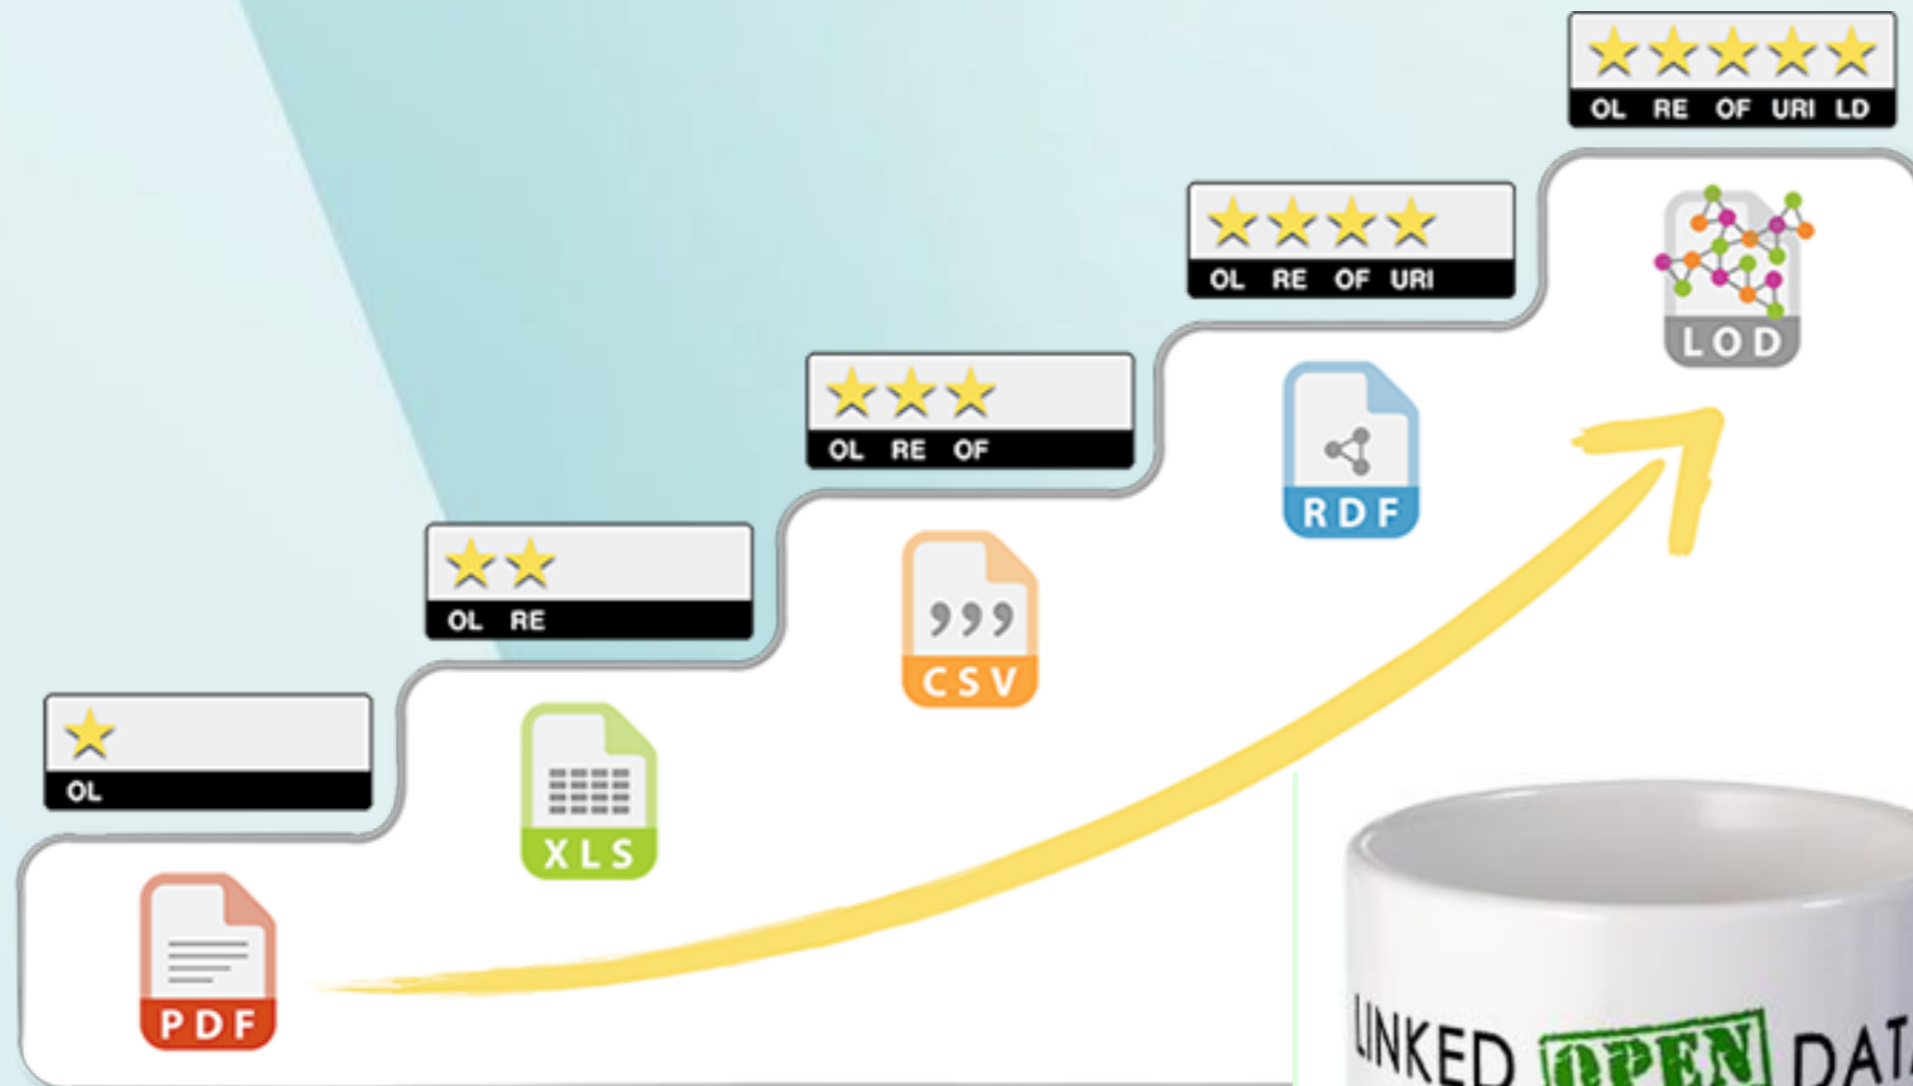 OL RE OF URI LD
LOD
OL RE OF URI
RDF
OL RE OF
CSV
OL RE
XLS
OL
PDF
LINKED OPEN DATA